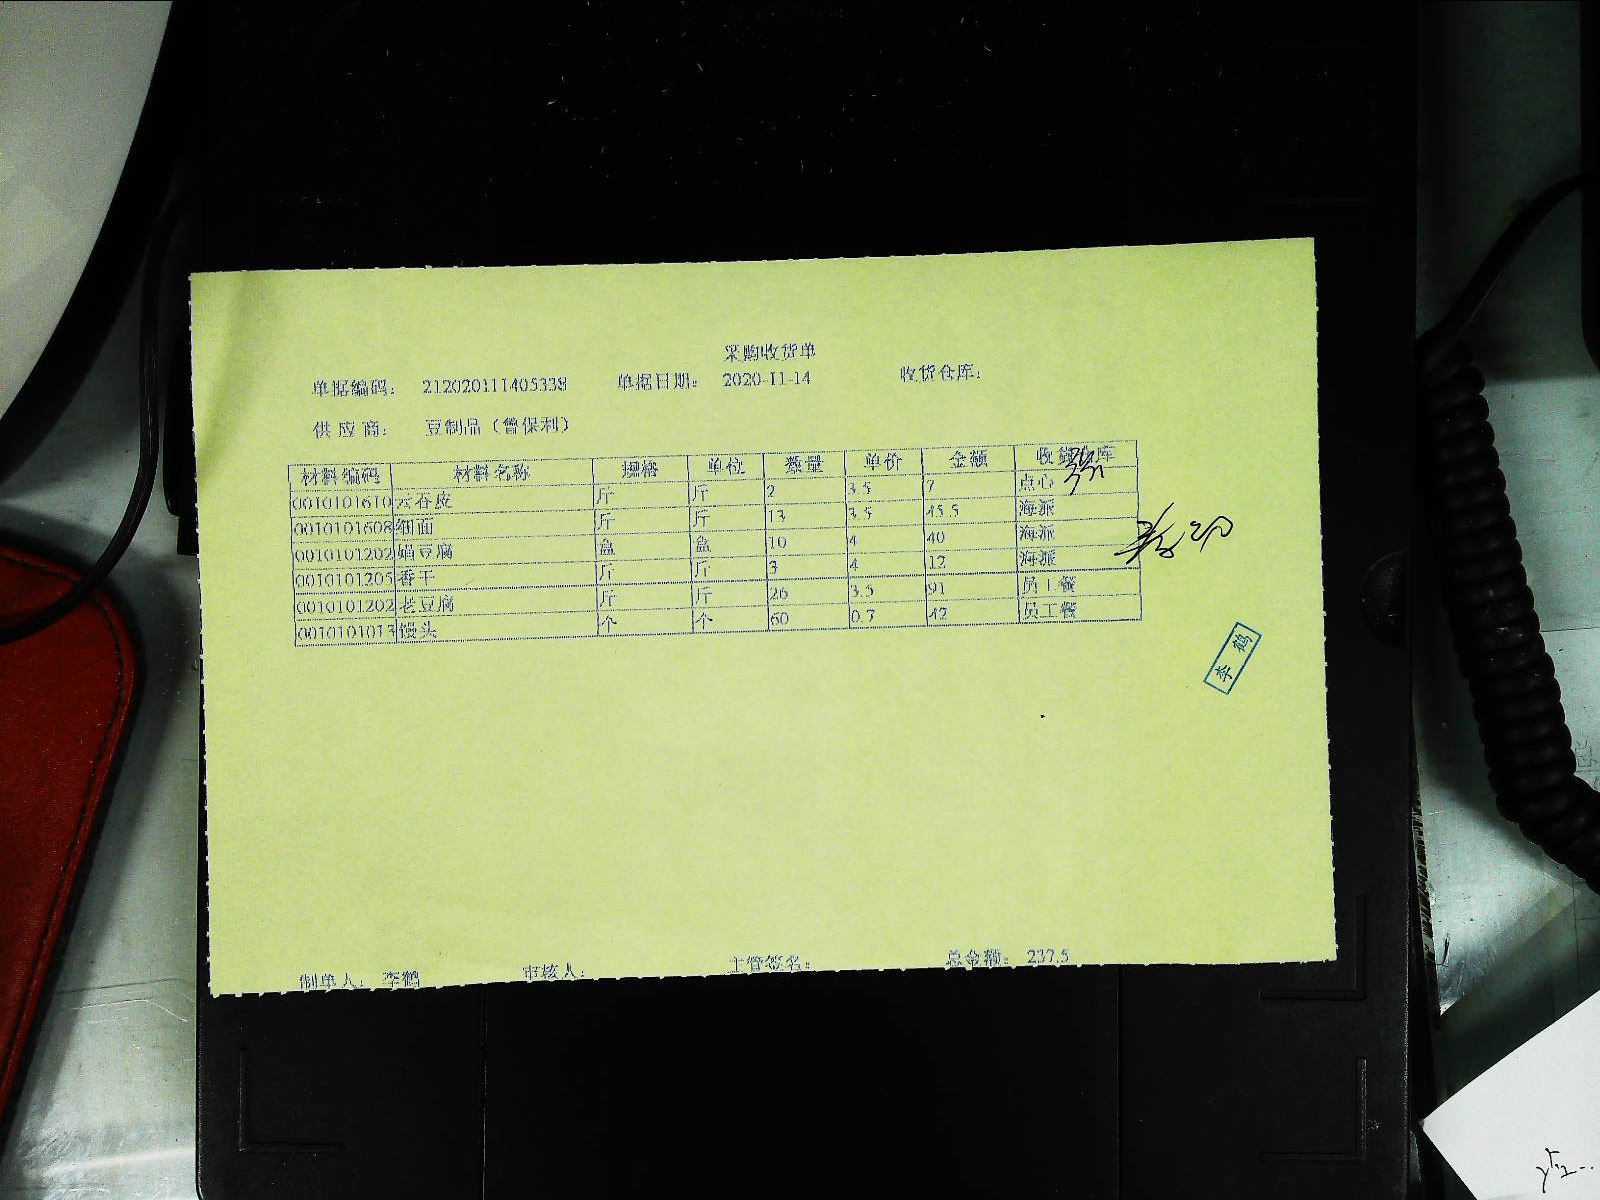 采购收货单
单据编码： 212020111405338 单据日期： 2020-11-14 收货仓库：
供 应 商： 豆制品（曾保利）
材料编码 材料名称 规格 单位 数量 单价 金额 收货仓库
0010101610 云吞皮 斤 斤 2 3.5 7 点心
0010101608 细面 斤 斤 13 3.5 45.5 海派
0010101202 绢豆腐 盒 盒 10 4 40 海派
0010101205 香干 斤 斤 3 4 12 海派
0010101202 老豆腐 斤 斤 26 3.5 91 员工餐
0010101013 馒头 个 个 60 0.7 42 员工餐
李鹤
制单人： 李鹤 审核人： 主管签名： 总金额： 237.5